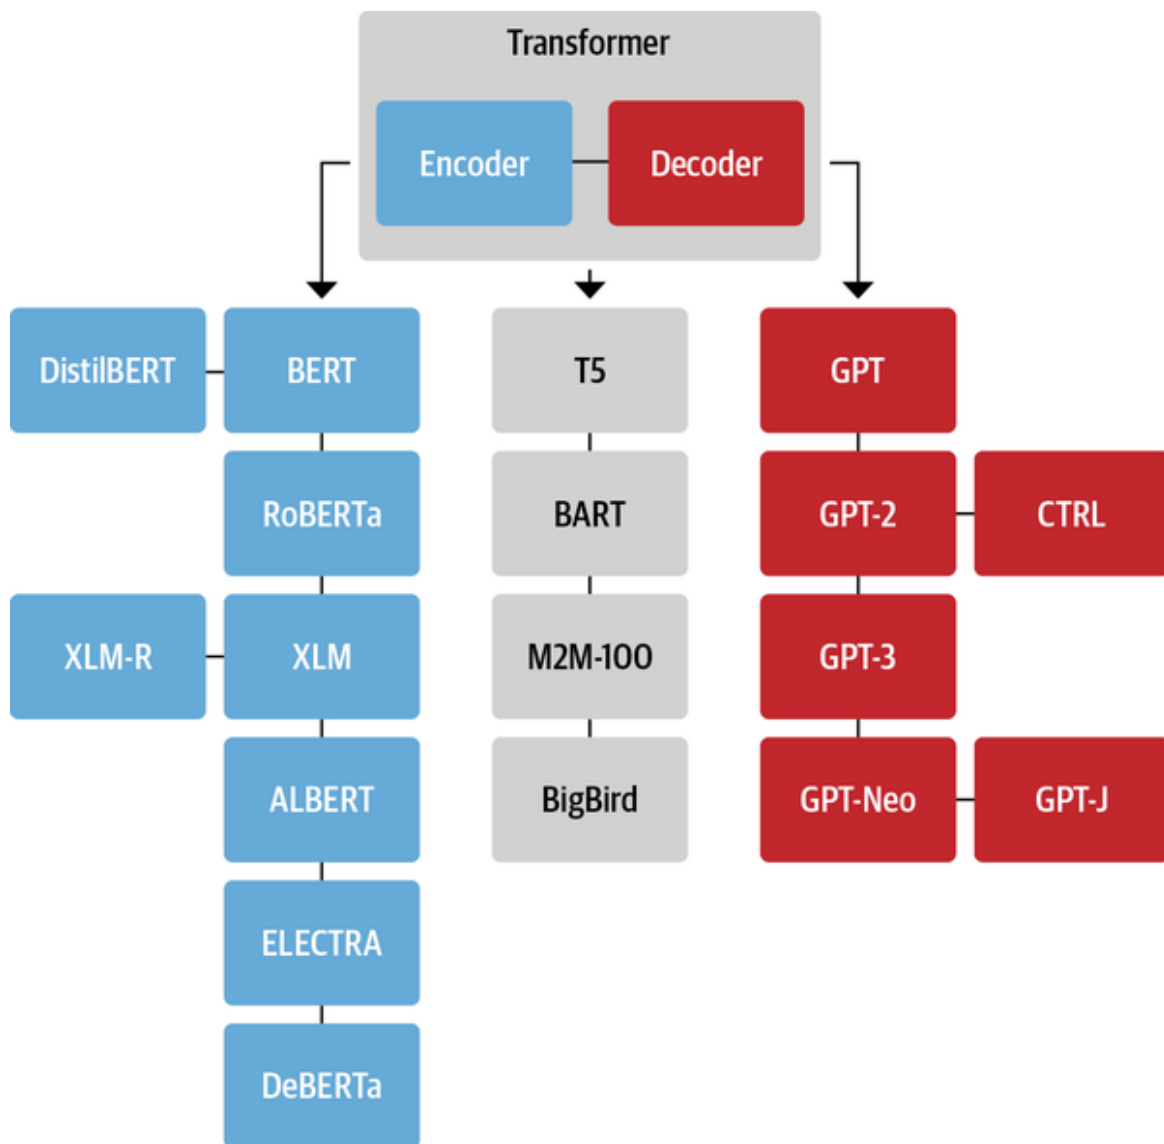 Transformer
Encoder
Decoder
DistilBERT
BERT
T5
GPT
RoBERTa
BART
GPT-2
CTRL
XLM-R
XLM
M2M-100
GPT-3
ALBERT
BigBird
GPT-Neo
GPT-J
ELECTRA
DeBERTa